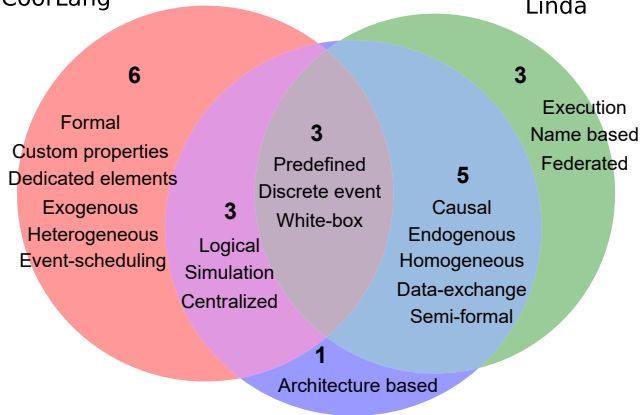 CoorLang
Linda
6
Formal
Custom properties
Dedicated elements
Exogenous
Heterogeneous
Event-scheduling
3
Logical
Simulation
Centralized
3
Predefined
Discrete event
White-box
5
Causal
Endogenous
Homogeneous
Data-exchange
Semi-formal
3
Execution
Name based
Federated
1
Architecture based